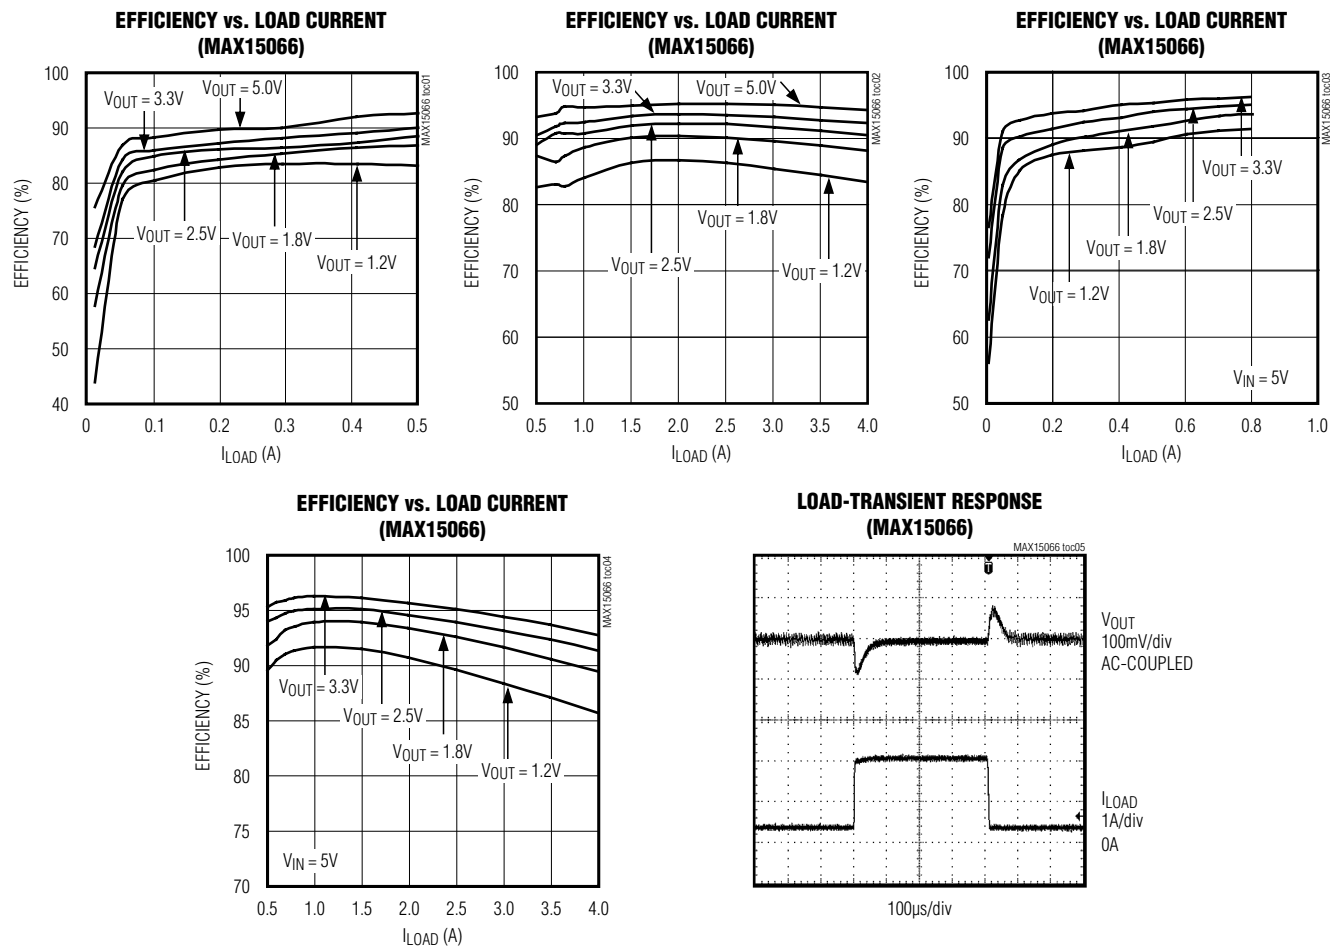 EFFICIENCY vs. LOAD CURRENT
(MAX15066)
100
90
80
70
60
50
40
EFFICIENCY (%)
0 0.1 0.2 0.3 0.4 0.5
ILOAD (A)
VOUT = 3.3V
VOUT = 5.0V
VOUT = 2.5V
VOUT = 1.8V
VOUT = 1.2V
MAX15066 toc01
EFFICIENCY vs. LOAD CURRENT
(MAX15066)
100
90
80
70
60
50
EFFICIENCY (%)
0.5 1.0 1.5 2.0 2.5 3.0 3.5 4.0
ILOAD (A)
VOUT = 3.3V
VOUT = 5.0V
VOUT = 1.8V
VOUT = 2.5V
VOUT = 1.2V
MAX15066 toc02
EFFICIENCY vs. LOAD CURRENT
(MAX15066)
100
90
80
70
60
50
EFFICIENCY (%)
0 0.2 0.4 0.6 0.8 1.0
ILOAD (A)
VOUT = 3.3V
VOUT = 2.5V
VOUT = 1.8V
VOUT = 1.2V
VIN = 5V
MAX15066 toc03
EFFICIENCY vs. LOAD CURRENT
(MAX15066)
100
95
90
85
80
75
70
EFFICIENCY (%)
0.5 1.0 1.5 2.0 2.5 3.0 3.5 4.0
ILOAD (A)
VOUT = 3.3V
VOUT = 2.5V
VOUT = 1.8V
VOUT = 1.2V
VIN = 5V
MAX15066 toc04
LOAD-TRANSIENT RESPONSE
(MAX15066)
MAX15066 toc05
T
VOUT
100mV/div
AC-COUPLED
ILOAD
1A/div
0A
100µs/div